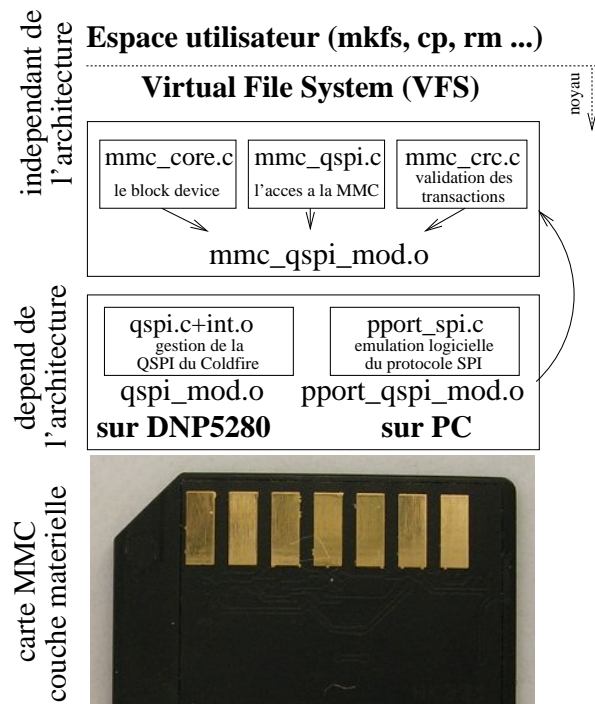 Espace utilisateur (mkfs, cp, rm ...)
noyau
Virtual File System (VFS)
independant de
l'architecture
mmc_core.c
le block device
mmc_qspi.c
l'acces a la MMC
mmc_crc.c
validation des
transactions
mmc_qspi_mod.o
depend de
l'architecture
qspi.c+int.o
gestion de la
QSPI du Coldfire
qspi_mod.o
sur DNP5280
pport_spi.c
emulation logicielle
du protocole SPI
pport_qspi_mod.o
sur PC
carte MMC
couche materielle